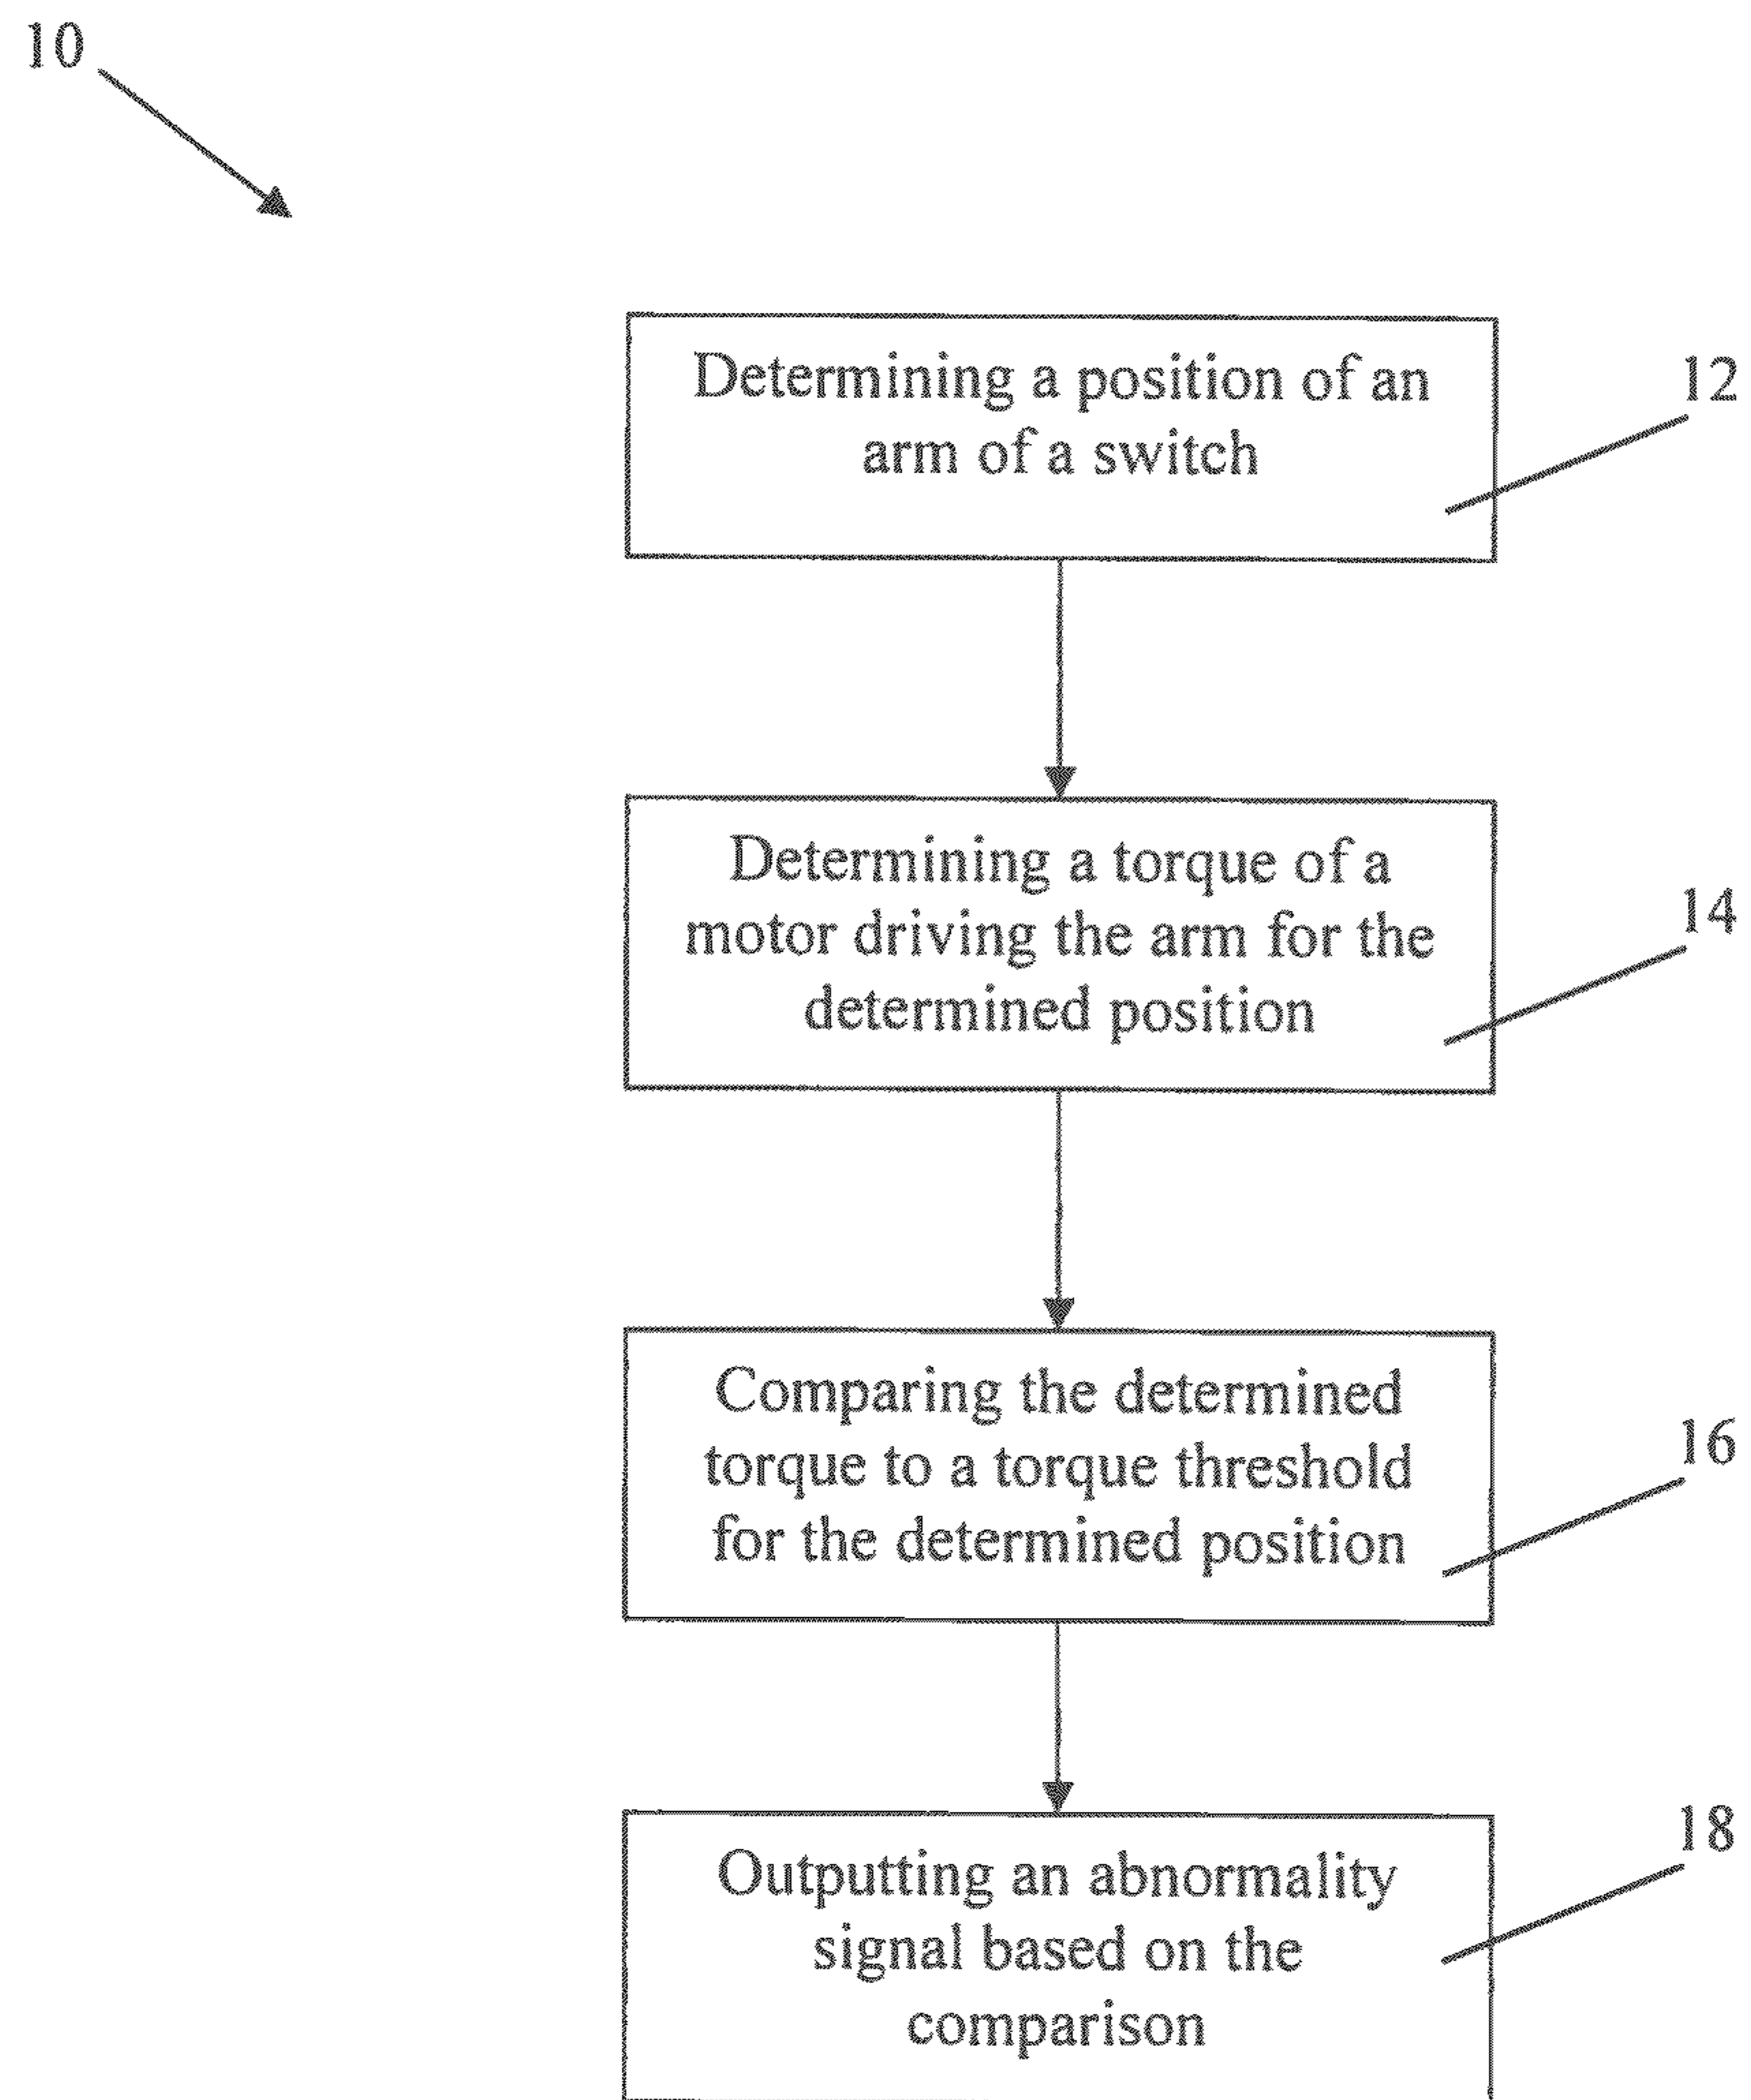 10
Determining a position of an
arm of a switch
12
Determining a torque of a
motor driving the arm for the
determined position
14
Comparing the determined
torque to a torque threshold
for the determined position
16
Outputting an abnormality
signal based on the
comparison
18